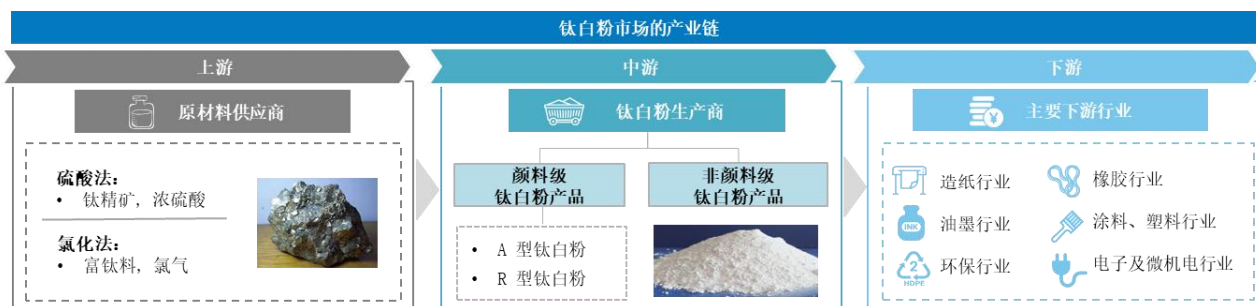 钛白粉市场的产业链
上游
中游
下游
原材料供应商
钛白粉生产商
¥
主要下游行业
硫酸法：
• 钛精矿，浓硫酸
氯化法：
• 富钛料，氯气
颜料级
钛白粉产品
非颜料级
钛白粉产品
• A 型钛白粉
• R 型钛白粉
造纸行业
橡胶行业
INK
油墨行业
涂料、塑料行业
2
HDPE
环保行业
电子及微机电行业